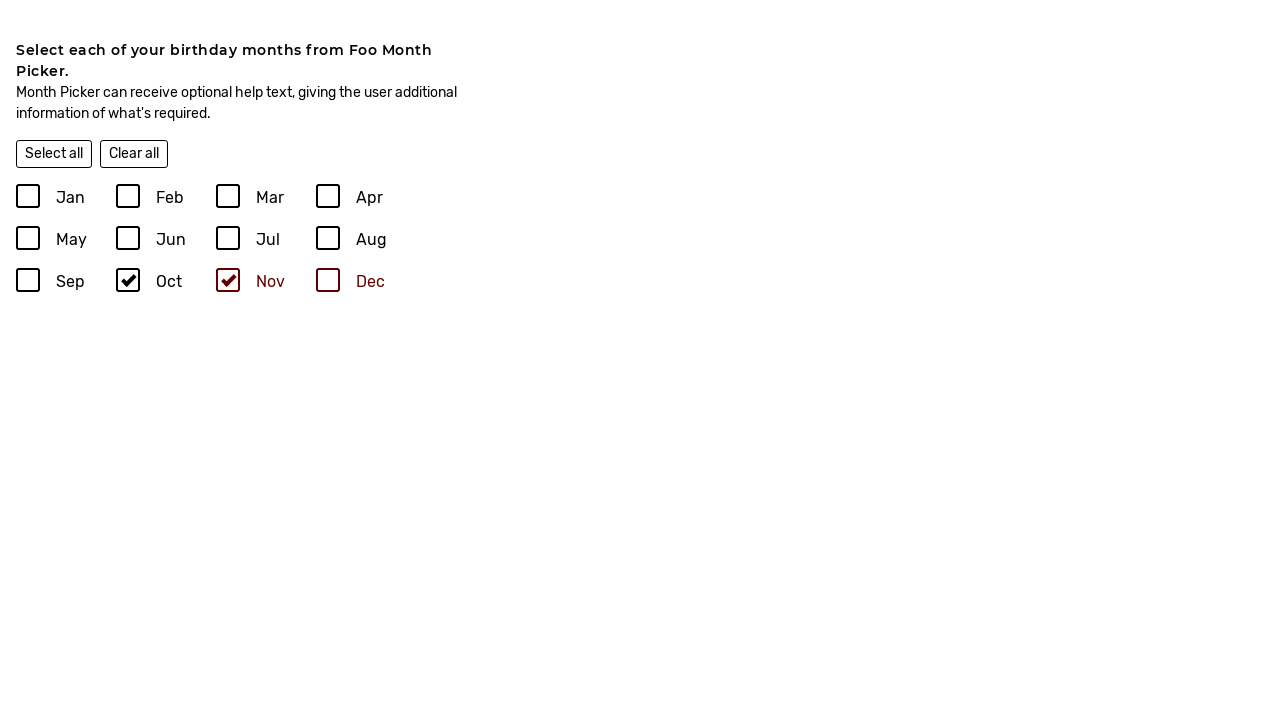 Select each of your birthday months from Foo Month
Picker.
Month Picker can receive optional help text, giving the user additional
information of what's required.
Select all Clear all
Jan Feb Mar Apr
May Jun Jul Aug
Sep Oct Nov Dec